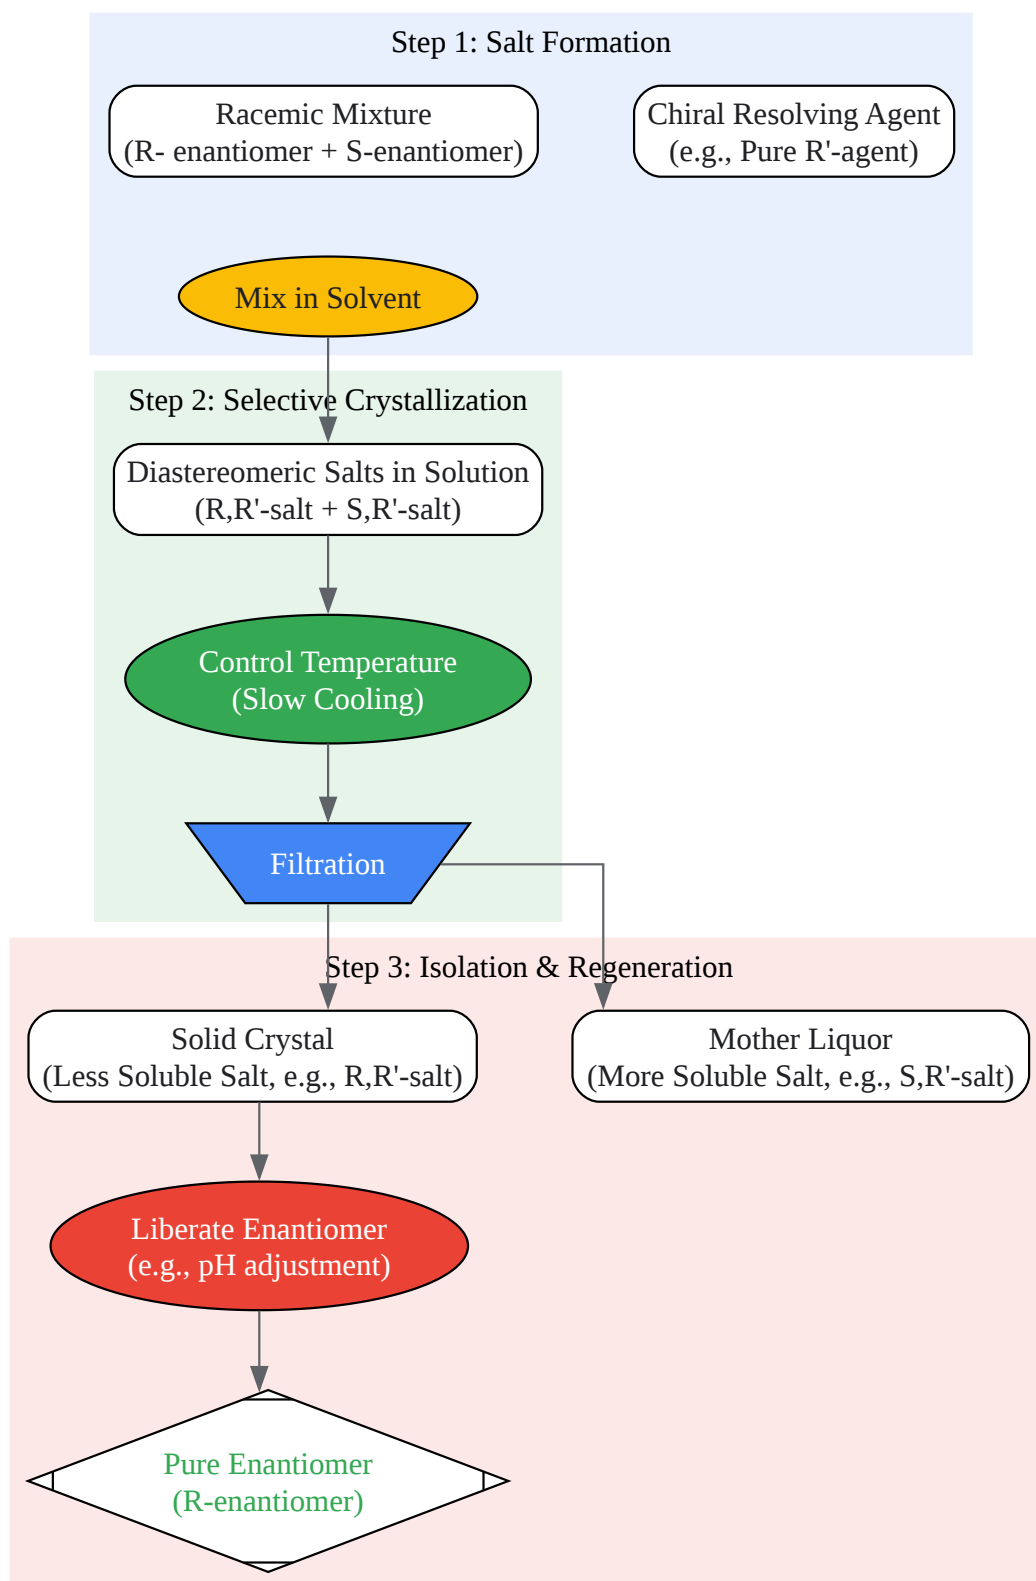 Step 1: Salt Formation
Racemic Mixture
(R- enantiomer + S-enantiomer)
Chiral Resolving Agent
(e.g., Pure R'-agent)
Mix in Solvent
Step 2: Selective Crystallization
Diastereomeric Salts in Solution
(R,R'-salt + S,R'-salt)
Control Temperature
(Slow Cooling)
Filtration
Step 3: Isolation & Regeneration
Solid Crystal
(Less Soluble Salt, e.g., R,R'-salt)
Mother Liquor
(More Soluble Salt, e.g., S,R'-salt)
Liberate Enantiomer
(e.g., pH adjustment)
Pure Enantiomer
(R-enantiomer)